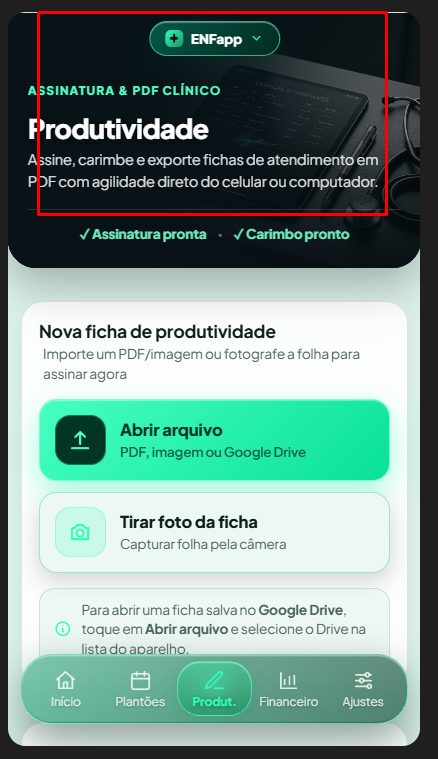 ENFapp
ASSINATURA & PDF CLÍNICO
Produtividade
Assine, carimbe e exporte fichas de atendimento em
PDF com agilidade direto do celular ou computador.
✓ Assinatura pronta • ✓ Carimbo pronto
Nova ficha de produtividade
Importe um PDF/imagem ou fotografe a folha para
assinar agora
Abrir arquivo
PDF, imagem ou Google Drive
Tirar foto da ficha
Capturar folha pela câmera
Para abrir uma ficha salva no Google Drive,
toque em Abrir arquivo e selecione o Drive na
lista do aparelho.
Início Plantões Produt. Financeiro Ajustes